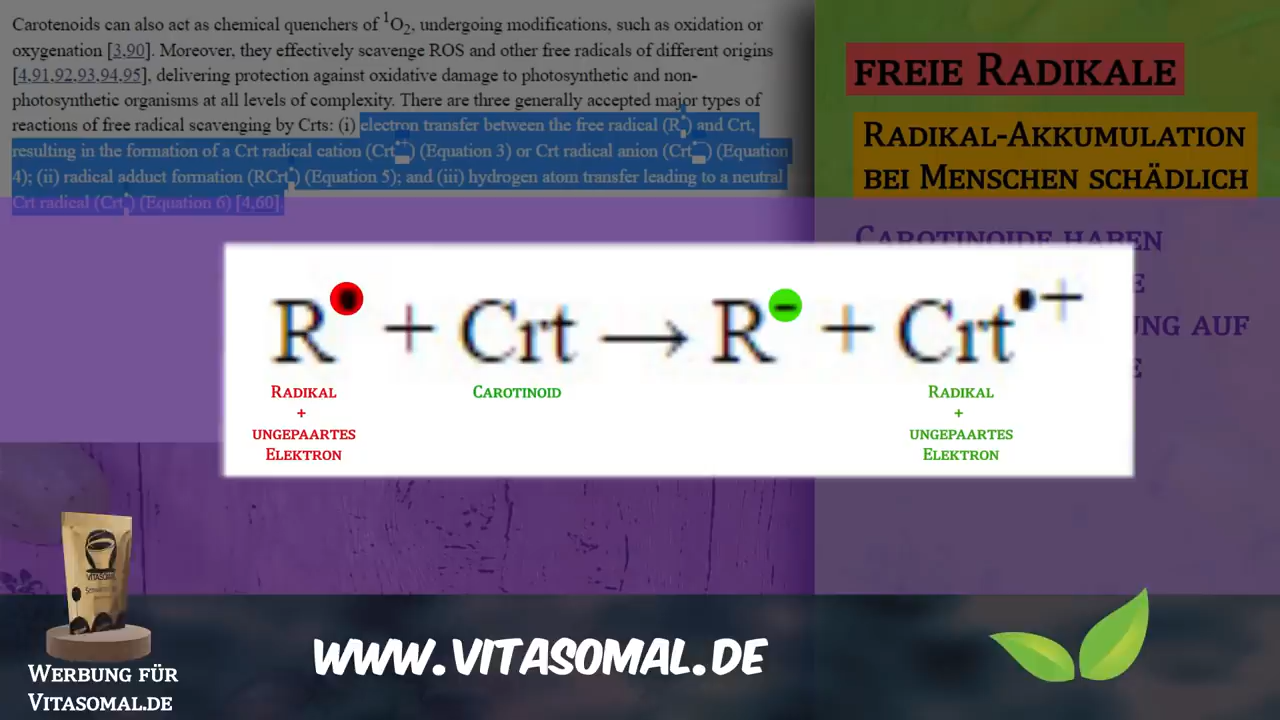 Carotenoids can also act as chemical quenchers of ¹O₂, undergoing modifications, such as oxidation or
oxygenation [3,90]. Moreover, they effectively scavenge ROS and other free radicals of different origins
[4,91,92,93,94,95], delivering protection against oxidative damage to photosynthetic and non-
photosynthetic organisms at all levels of complexity. There are three generally accepted major types of
reactions of free radical scavenging by Crts: (i) electron transfer between the free radical (R•) and Crt,
resulting in the formation of a Crt radical cation (Crt•+) (Equation 3) or Crt radical anion (Crt•−) (Equation
4); (ii) radical adduct formation (RCrt•) (Equation 5); and (iii) hydrogen atom transfer leading to a neutral
Crt radical (Crt•) (Equation 6) [4,60].
Freie Radikale
Radikal-Akkumulation
bei Menschen schädlich
Carotinoide haben
E
UNG AUF
E
R• + Crt → R− + Crt•+
Radikal
+
ungepaartes
Elektron
Carotinoid
Radikal
+
ungepaartes
Elektron
VITASOMAL
Werbung für
Vitasomal.de
WWW.VITASOMAL.DE